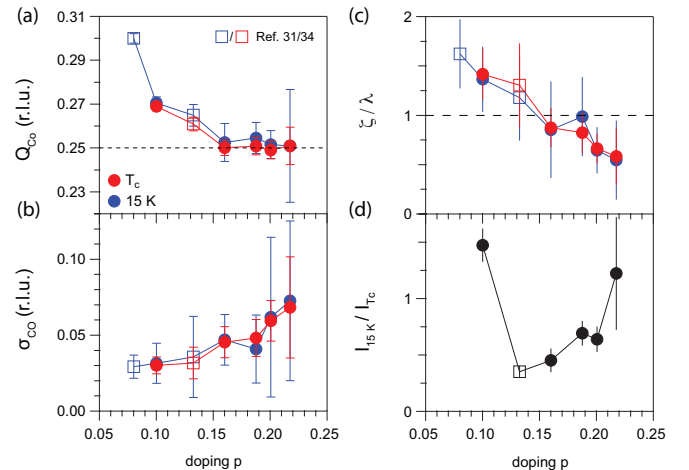 (a)
0.31
0.29
0.27
0.25
0.23
Q_Co (r.l.u.)
/ Ref. 31/34
T_c
15 K
(b)
0.10
0.05
0.00
σ_CO (r.l.u.)
0.05 0.10 0.15 0.20 0.25
doping p
(c)
2
1
0
ξ / λ
(d)
1
0
I_15 K / I_Tc
0.05 0.10 0.15 0.20 0.25
doping p